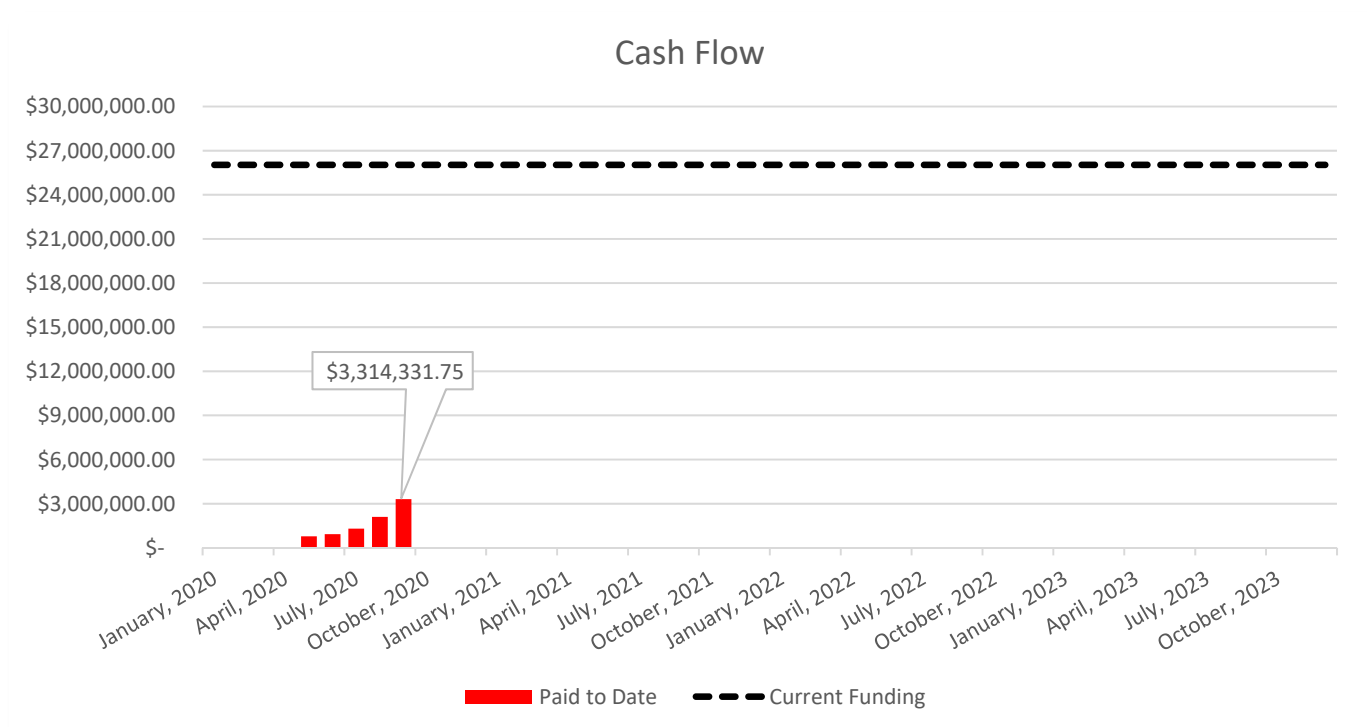 Cash Flow
$30,000,000.00
$27,000,000.00
$24,000,000.00
$21,000,000.00
$18,000,000.00
$15,000,000.00
$12,000,000.00
$9,000,000.00
$6,000,000.00
$3,000,000.00
$-
$3,314,331.75
January, 2020
April, 2020
July, 2020
October, 2020
January, 2021
April, 2021
July, 2021
October, 2021
January, 2022
April, 2022
July, 2022
October, 2022
January, 2023
April, 2023
July, 2023
October, 2023
Paid to Date
Current Funding